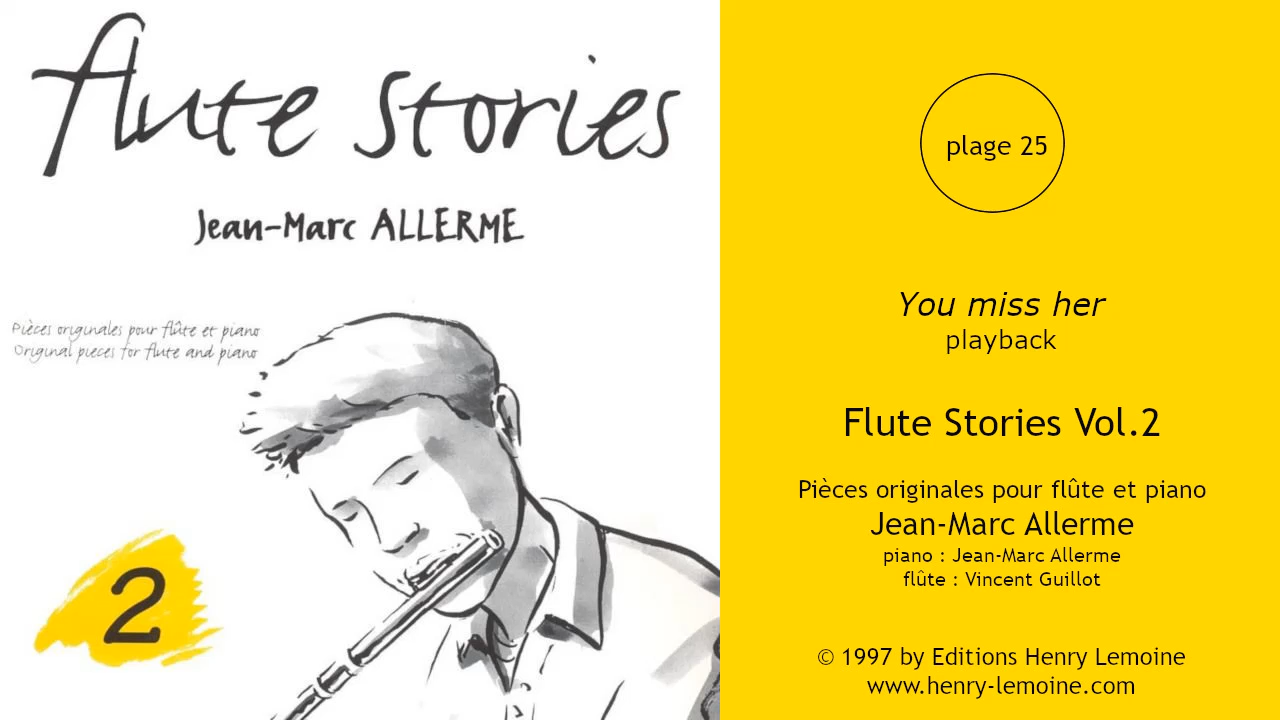 flute stories
Jean-Marc ALLERME
Pièces originales pour flûte et piano
Original pieces for flute and piano
2
plage 25
You miss her
playback
Flute Stories Vol.2
Pièces originales pour flûte et piano
Jean-Marc Allerme
piano : Jean-Marc Allerme
flûte : Vincent Guillot
© 1997 by Editions Henry Lemoine
www.henry-lemoine.com